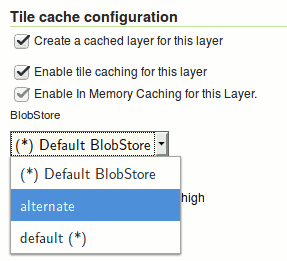 Tile cache configuration
Create a cached layer for this layer
Enable tile caching for this layer
Enable In Memory Caching for this Layer.
BlobStore
(*) Default BlobStore
(*) Default BlobStore
alternate
high
default (*)